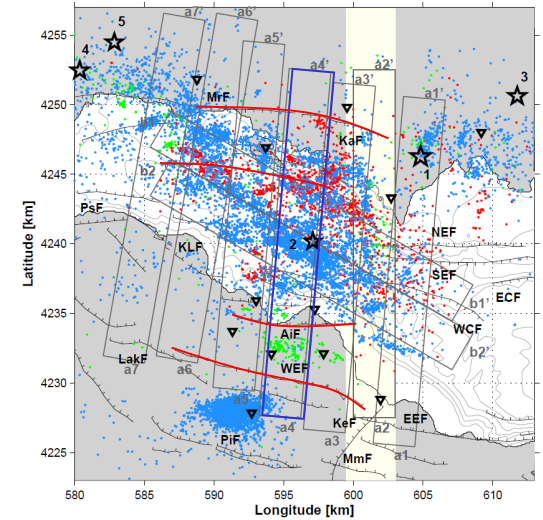 a7'
a6'
5
a5'
4255
4
a4'
a2'
a3'
3
MrF
a1'
4250
KaF
b1
1
4245
b2
PsF
NEF
4240
KLF
2
SEF
ECF
b1'
4235
WCF
AiF
b2'
LakF
WEF
a7
a6
4230
a5
PiF
a4
KeF
a3
a2
EEF
MmF
a1
4225
580
585
590
595
600
605
610
Longitude [km]
Latitude [km]